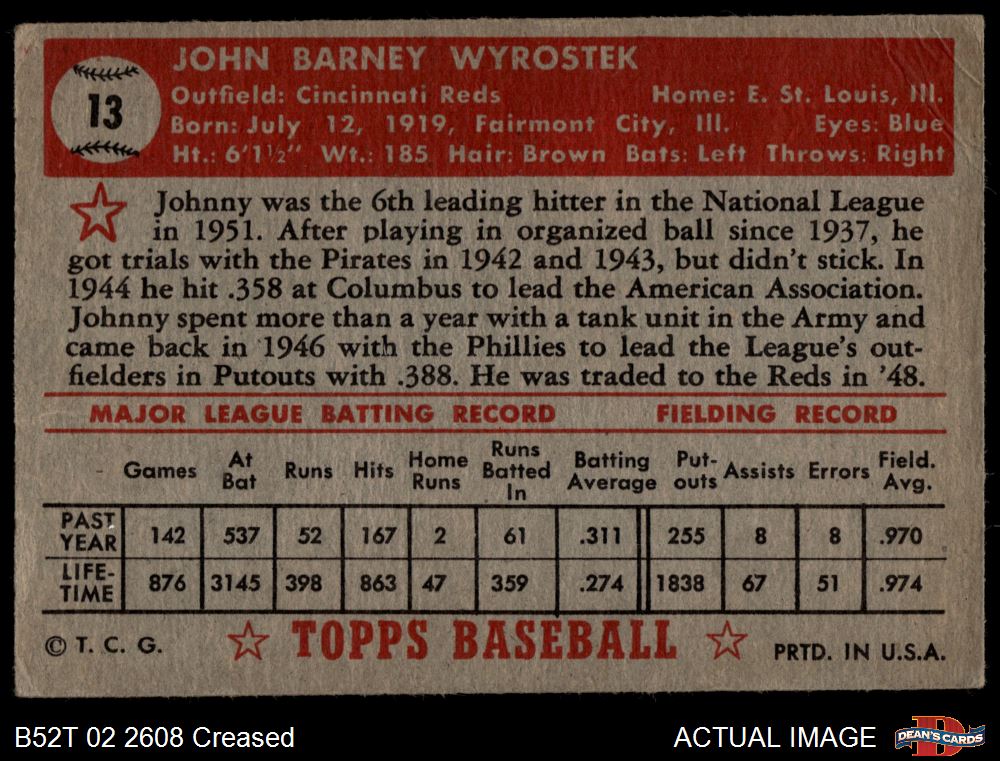 JOHN BARNEY WYROSTEK
13
Outfield: Cincinnati Reds Home: E. St. Louis, Ill.
Born: July 12, 1919, Fairmont City, Ill. Eyes: Blue
Ht.: 6'1½" Wt.: 185 Hair: Brown Bats: Left Throws: Right
Johnny was the 6th leading hitter in the National League
in 1951. After playing in organized ball since 1937, he
got trials with the Pirates in 1942 and 1943, but didn't stick. In
1944 he hit .358 at Columbus to lead the American Association.
Johnny spent more than a year with a tank unit in the Army and
came back in 1946 with the Phillies to lead the League's out-
fielders in Putouts with .388. He was traded to the Reds in '48.
MAJOR LEAGUE BATTING RECORD FIELDING RECORD
Games At Bat Runs Hits Home Runs Runs Batted In Batting Average Put-outs Assists Errors Field. Avg.
PAST YEAR 142 537 52 167 2 61 .311 255 8 8 .970
LIFE-TIME 876 3145 398 863 47 359 .274 1838 67 51 .974
© T. C. G. TOPPS BASEBALL PRTD. IN U.S.A.
B52T 02 2608 Creased ACTUAL IMAGE DEAN'S CARDS